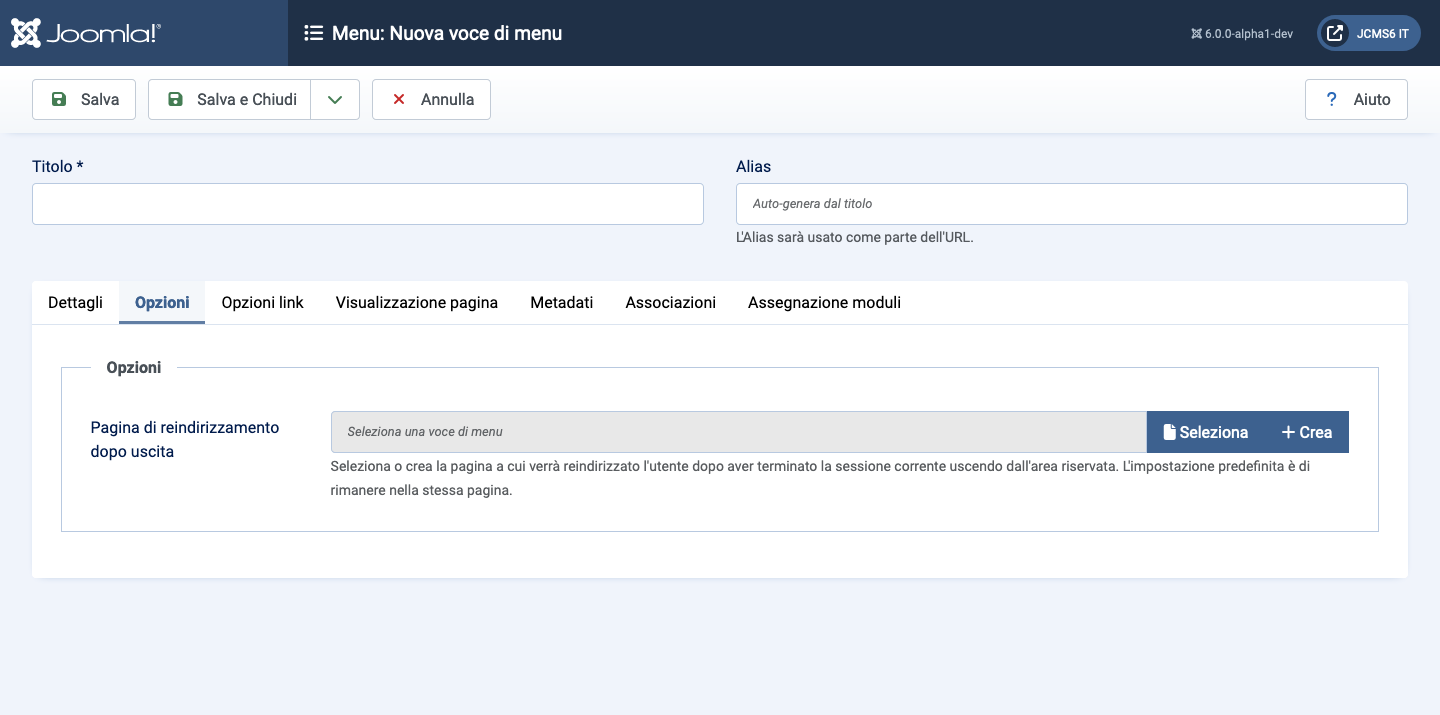 Joomla!®
Menu: Nuova voce di menu
6.0.0-alpha1-dev
JCMS6 IT
Salva
Salva e Chiudi
Annulla
? Aiuto
Titolo *
Alias
Auto-genera dal titolo
L'Alias sarà usato come parte dell'URL.
Dettagli
Opzioni
Opzioni link
Visualizzazione pagina
Metadati
Associazioni
Assegnazione moduli
Opzioni
Pagina di reindirizzamento
dopo uscita
Seleziona una voce di menu
Seleziona
Crea
Seleziona o crea la pagina a cui verrà reindirizzato l'utente dopo aver terminato la sessione corrente uscendo dall'area riservata. L'impostazione predefinita è di
rimanere nella stessa pagina.